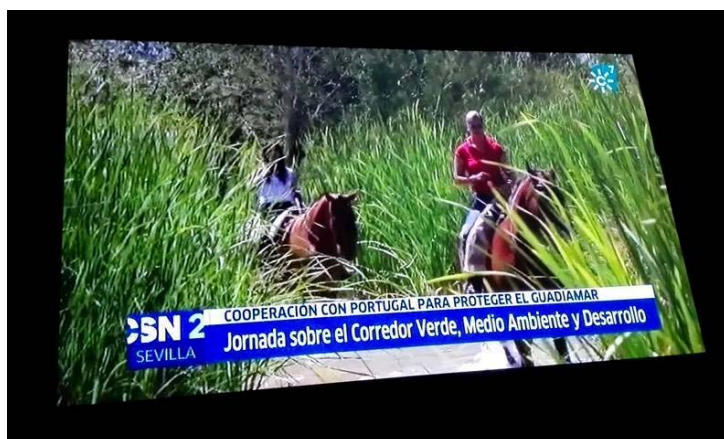 COOPERACIÓN CON PORTUGAL PARA PROTEGER EL GUADIAMAR
CSN 2
SEVILLA
Jornada sobre el Corredor Verde, Medio Ambiente y Desarrollo